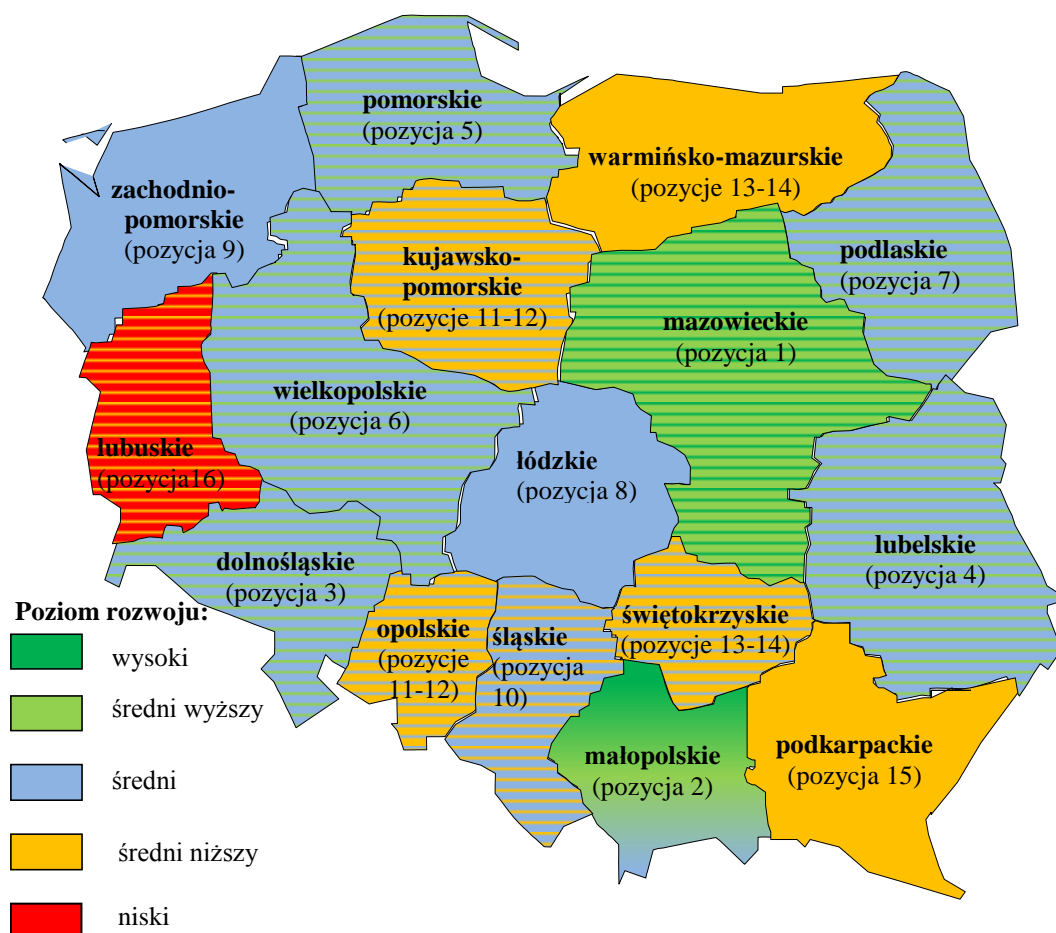 pomorskie
(pozycja 5)
warmińsko-mazurskie
(pozycje 13-14)
zachodnio-
pomorskie
(pozycja 9)
kujawsko-
pomorskie
(pozycje 11-12)
podlaskie
(pozycja 7)
mazowieckie
(pozycja 1)
wielkopolskie
(pozycja 6)
lubuskie
(pozycja16)
łódzkie
(pozycja 8)
dolnośląskie
(pozycja 3)
lubelskie
(pozycja 4)
opolskie
(pozycje
11-12)
śląskie
(pozycja
10)
świętokrzyskie
(pozycje 13-14)
małopolskie
(pozycja 2)
podkarpackie
(pozycja 15)
Poziom rozwoju:
wysoki
średni wyższy
średni
średni niższy
niski